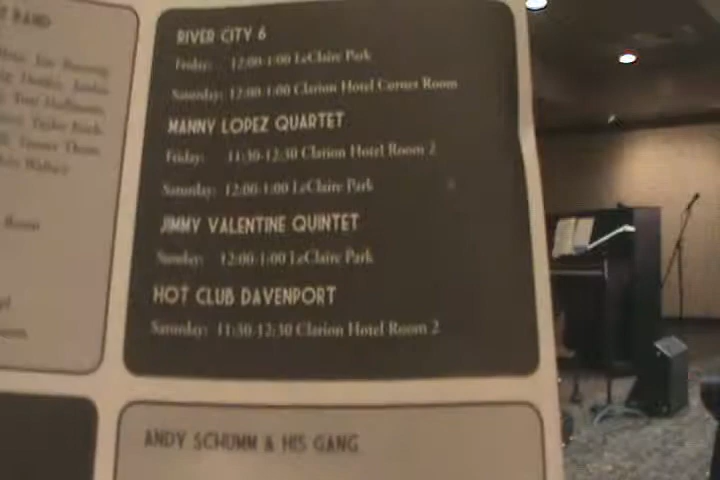 BAND
RIVER CITY 6
Friday: 12:00-1:00 LeClaire Park
Saturday: 12:00-1:00 Clarion Hotel Corner Room
MANNY LOPEZ QUARTET
Friday: 11:30-12:30 Clarion Hotel Room 2
Saturday: 12:00-1:00 LeClaire Park
JIMMY VALENTINE QUINTET
Sunday: 12:00-1:00 LeClaire Park
HOT CLUB DAVENPORT
Saturday: 11:30-12:30 Clarion Hotel Room 2
ANDY SCHUMM & HIS GANG